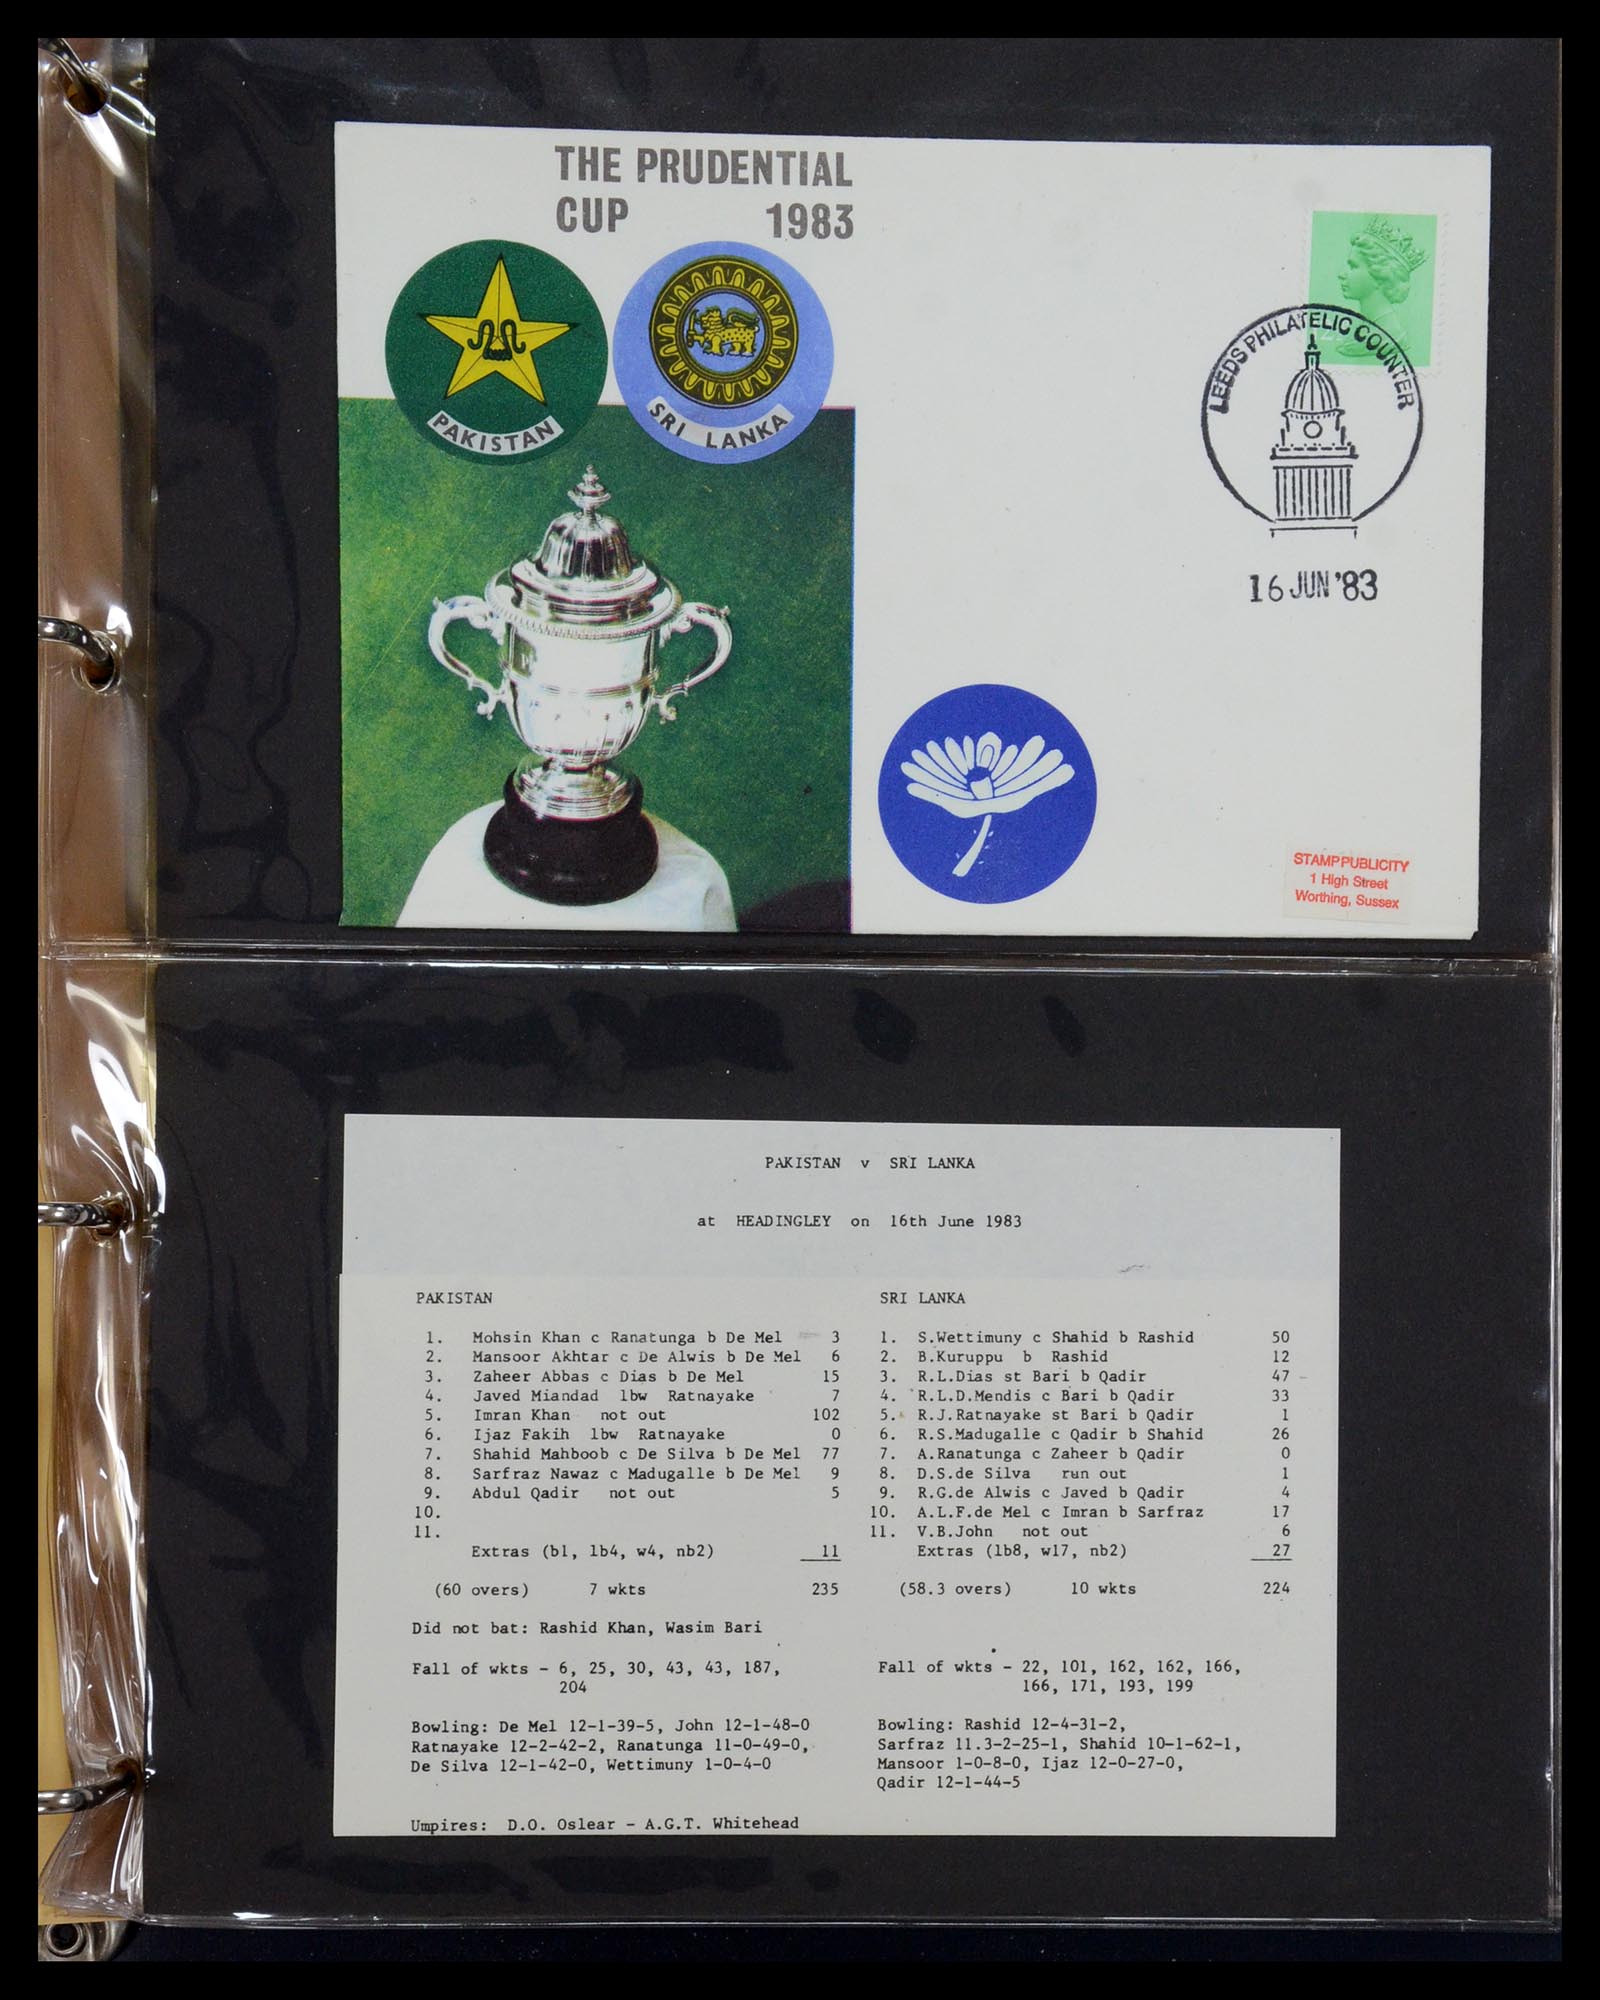 THE PRUDENTIAL
CUP 1983
PAKISTAN
SRI LANKA
LEEDS PHILATELIC COUNTER
16 JUN '83
STAMP PUBLICITY
1 High Street
Worthing, Sussex
PAKISTAN v SRI LANKA
at HEADINGLEY on 16th June 1983
PAKISTAN
1. Mohsin Khan c Ranatunga b De Mel 3
2. Mansoor Akhtar c De Alwis b De Mel 6
3. Zaheer Abbas c Dias b De Mel 15
4. Javed Miandad lbw Ratnayake 7
5. Imran Khan not out 102
6. Ijaz Fakih lbw Ratnayake 0
7. Shahid Mahboob c De Silva b De Mel 77
8. Sarfraz Nawaz c Madugalle b De Mel 9
9. Abdul Qadir not out 5
10.
11.
Extras (b1, lb4, w4, nb2) 11
(60 overs) 7 wkts 235
Did not bat: Rashid Khan, Wasim Bari
Fall of wkts - 6, 25, 30, 43, 43, 187,
204
Bowling: De Mel 12-1-39-5, John 12-1-48-0
Ratnayake 12-2-42-2, Ranatunga 11-0-49-0,
De Silva 12-1-42-0, Wettimuny 1-0-4-0
Umpires: D.O. Oslear - A.G.T. Whitehead
SRI LANKA
1. S.Wettimuny c Shahid b Rashid 50
2. B.Kuruppu b Rashid 12
3. R.L.Dias st Bari b Qadir 47
4. R.L.D.Mendis c Bari b Qadir 33
5. R.J.Ratnayake st Bari b Qadir 1
6. R.S.Madugalle c Qadir b Shahid 26
7. A.Ranatunga c Zaheer b Qadir 0
8. D.S.de Silva run out 1
9. R.G.de Alwis c Javed b Qadir 4
10. A.L.F.de Mel c Imran b Sarfraz 17
11. V.B.John not out 6
Extras (lb8, w17, nb2) 27
(58.3 overs) 10 wkts 224
Fall of wkts - 22, 101, 162, 162, 166,
166, 171, 193, 199
Bowling: Rashid 12-4-31-2,
Sarfraz 11.3-2-25-1, Shahid 10-1-62-1,
Mansoor 1-0-8-0, Ijaz 12-0-27-0,
Qadir 12-1-44-5